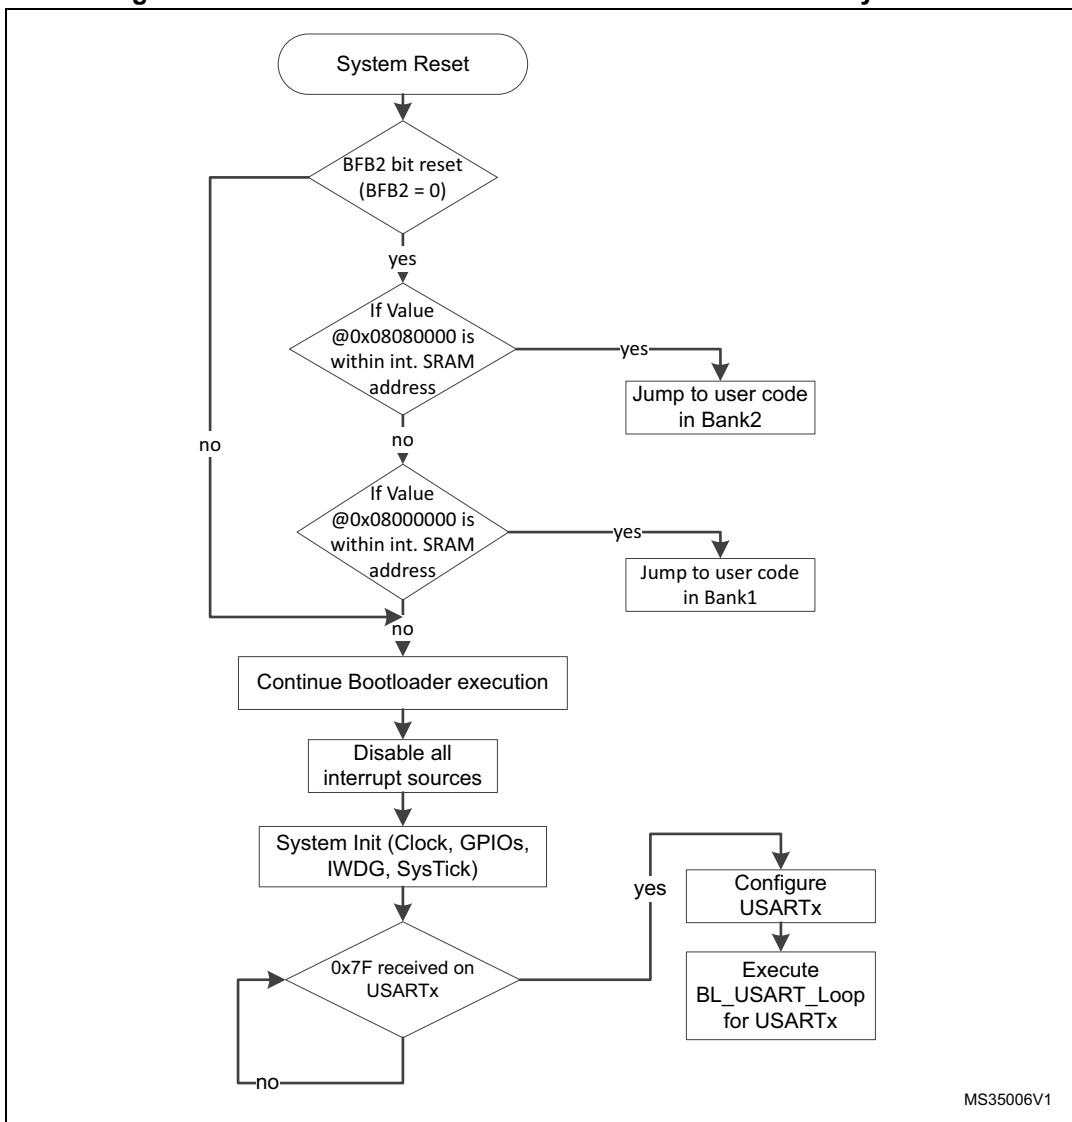 System Reset
BFB2 bit reset
(BFB2 = 0)
yes
If Value
@0x08080000 is
within int. SRAM
address
yes
Jump to user code
in Bank2
no
no
If Value
@0x08000000 is
within int. SRAM
address
yes
Jump to user code
in Bank1
no
Continue Bootloader execution
Disable all
interrupt sources
System Init (Clock, GPIOs,
IWDG, SysTick)
yes
Configure
USARTx
0x7F received on
USARTx
Execute
BL_USART_Loop
for USARTx
no
MS35006V1